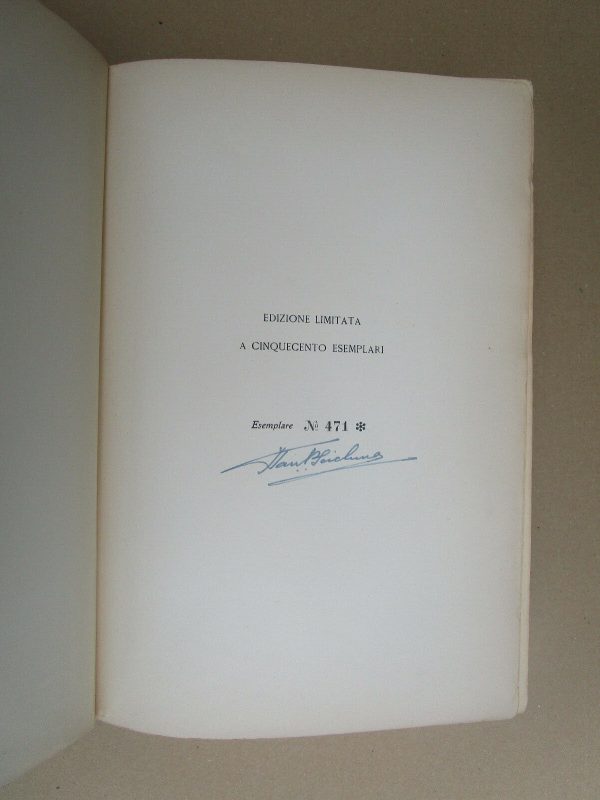 EDIZIONE LIMITATA
A CINQUECENTO ESEMPLARI
Esemplare Nº 471 ✻